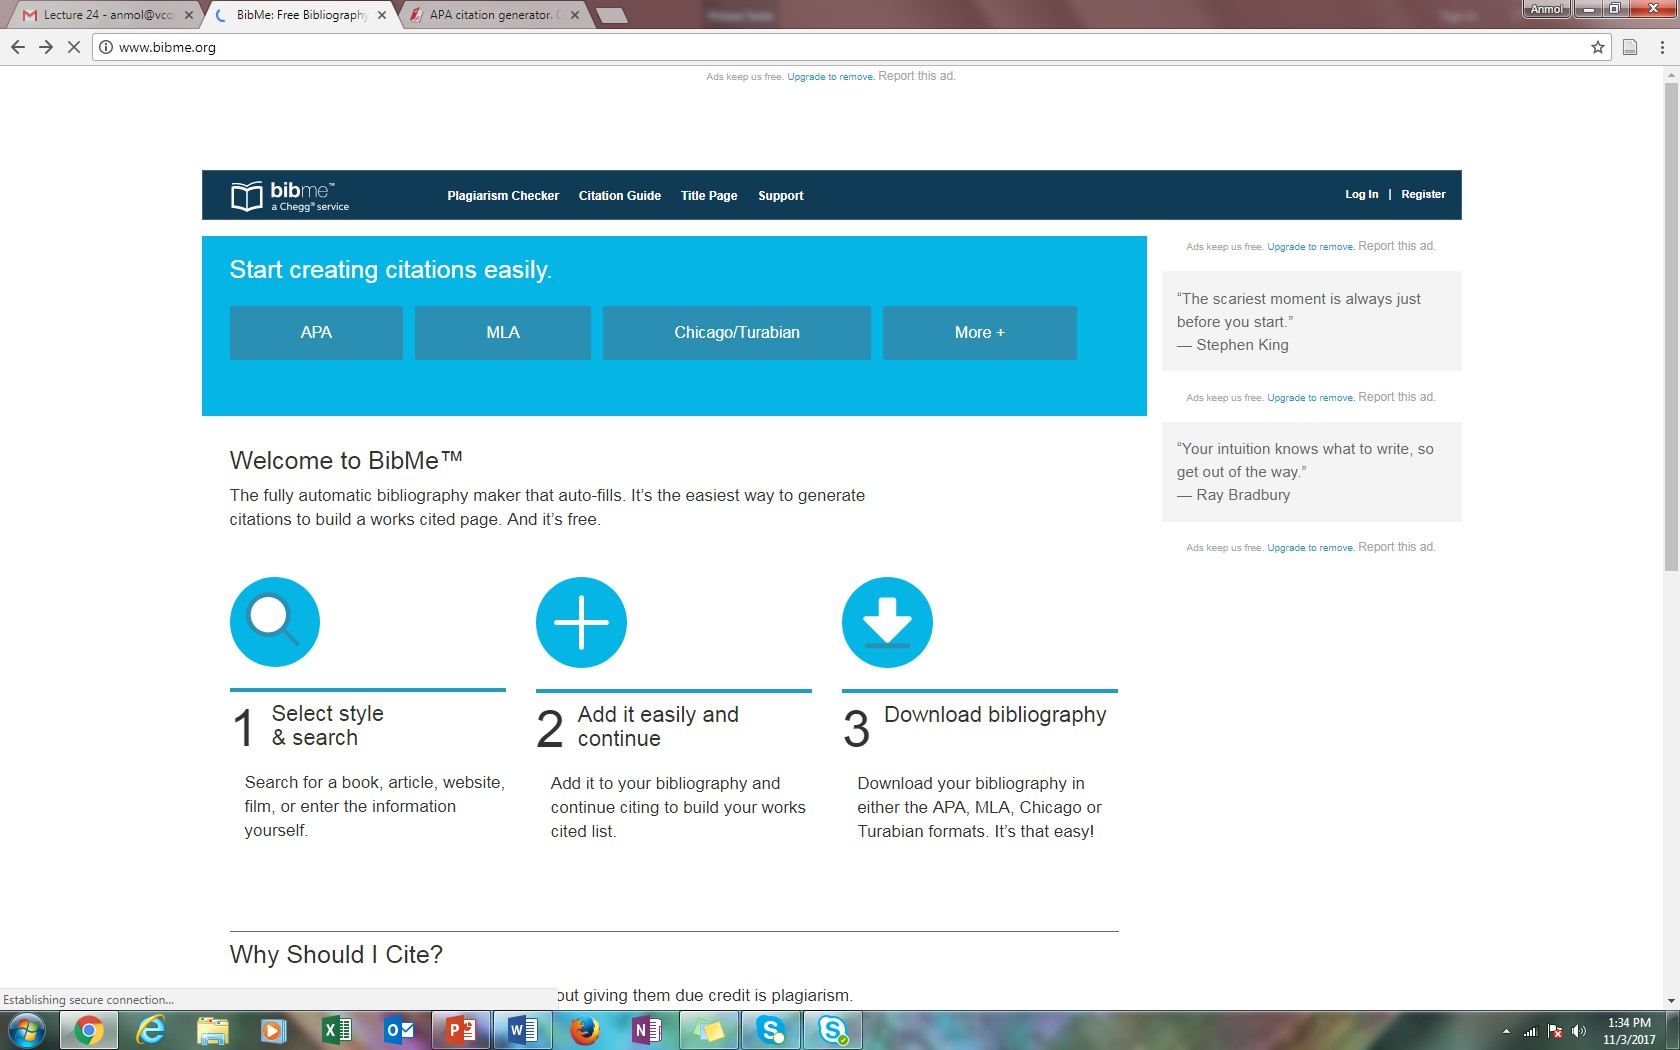 Lecture 24 - anmol@vco
BibMe: Free Bibliography
APA citation generator. C
Anmol
www.bibme.org
Ads keep us free. Upgrade to remove. Report this ad.
bibme™
a Chegg® service
Plagiarism Checker
Citation Guide
Title Page
Support
Log In | Register
Start creating citations easily.
APA
MLA
Chicago/Turabian
More +
Ads keep us free. Upgrade to remove. Report this ad.
“The scariest moment is always just
before you start.”
— Stephen King
Ads keep us free. Upgrade to remove. Report this ad.
“Your intuition knows what to write, so
get out of the way.”
— Ray Bradbury
Ads keep us free. Upgrade to remove. Report this ad.
Welcome to BibMe™
The fully automatic bibliography maker that auto-fills. It’s the easiest way to generate
citations to build a works cited page. And it’s free.
1 Select style
& search
Search for a book, article, website,
film, or enter the information
yourself.
2 Add it easily and
continue
Add it to your bibliography and
continue citing to build your works
cited list.
3 Download bibliography
Download your bibliography in
either the APA, MLA, Chicago or
Turabian formats. It’s that easy!
Why Should I Cite?
out giving them due credit is plagiarism.
Establishing secure connection...
1:34 PM
11/3/2017